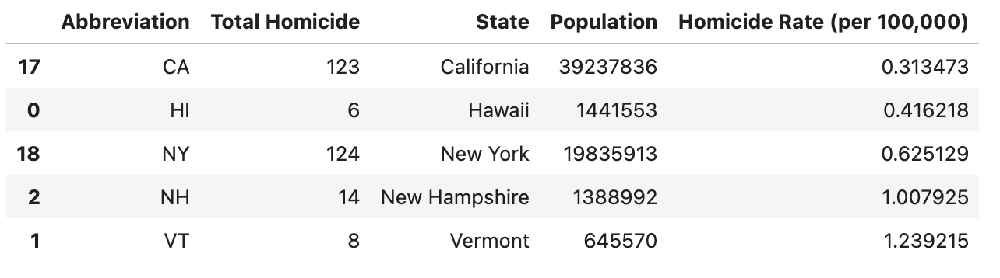 Abbreviation Total Homicide State Population Homicide Rate (per 100,000)
17 CA 123 California 39237836 0.313473
0 HI 6 Hawaii 1441553 0.416218
18 NY 124 New York 19835913 0.625129
2 NH 14 New Hampshire 1388992 1.007925
1 VT 8 Vermont 645570 1.239215